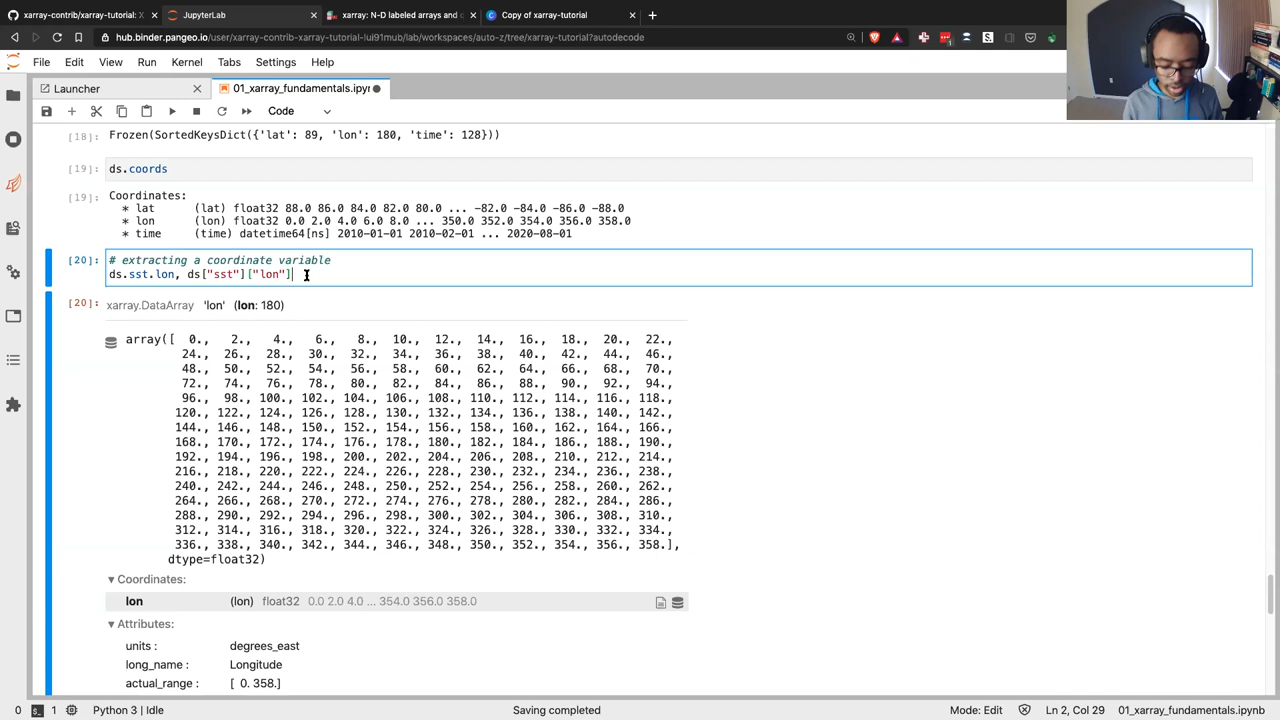 xarray-contrib/xarray-tutorial: X
JupyterLab
xarray: N-D labeled arrays and
Copy of xarray-tutorial
hub.binder.pangeo.io/user/xarray-contrib-xarray-tutorial-lui91mub/lab/workspaces/auto-z/tree/xarray-tutorial?autodecode
File Edit View Run Kernel Tabs Settings Help
Launcher
01_xarray_fundamentals.ipyn
Code
[18]: Frozen(SortedKeysDict({'lat': 89, 'lon': 180, 'time': 128}))
[19]: ds.coords
[19]: Coordinates:
* lat (lat) float32 88.0 86.0 84.0 82.0 80.0 ... -82.0 -84.0 -86.0 -88.0
* lon (lon) float32 0.0 2.0 4.0 6.0 8.0 ... 350.0 352.0 354.0 356.0 358.0
* time (time) datetime64[ns] 2010-01-01 2010-02-01 ... 2020-08-01
[20]: # extracting a coordinate variable
ds.sst.lon, ds["sst"]["lon"]
[20]: xarray.DataArray 'lon' (lon: 180)
array([ 0., 2., 4., 6., 8., 10., 12., 14., 16., 18., 20., 22.,
24., 26., 28., 30., 32., 34., 36., 38., 40., 42., 44., 46.,
48., 50., 52., 54., 56., 58., 60., 62., 64., 66., 68., 70.,
72., 74., 76., 78., 80., 82., 84., 86., 88., 90., 92., 94.,
96., 98., 100., 102., 104., 106., 108., 110., 112., 114., 116., 118.,
120., 122., 124., 126., 128., 130., 132., 134., 136., 138., 140., 142.,
144., 146., 148., 150., 152., 154., 156., 158., 160., 162., 164., 166.,
168., 170., 172., 174., 176., 178., 180., 182., 184., 186., 188., 190.,
192., 194., 196., 198., 200., 202., 204., 206., 208., 210., 212., 214.,
216., 218., 220., 222., 224., 226., 228., 230., 232., 234., 236., 238.,
240., 242., 244., 246., 248., 250., 252., 254., 256., 258., 260., 262.,
264., 266., 268., 270., 272., 274., 276., 278., 280., 282., 284., 286.,
288., 290., 292., 294., 296., 298., 300., 302., 304., 306., 308., 310.,
312., 314., 316., 318., 320., 322., 324., 326., 328., 330., 332., 334.,
336., 338., 340., 342., 344., 346., 348., 350., 352., 354., 356., 358.],
dtype=float32)
Coordinates:
lon (lon) float32 0.0 2.0 4.0 ... 354.0 356.0 358.0
Attributes:
units : degrees_east
long_name : Longitude
actual_range : [ 0. 358.]
0 1 Python 3 | Idle Saving completed Mode: Edit Ln 2, Col 29 01_xarray_fundamentals.ipynb